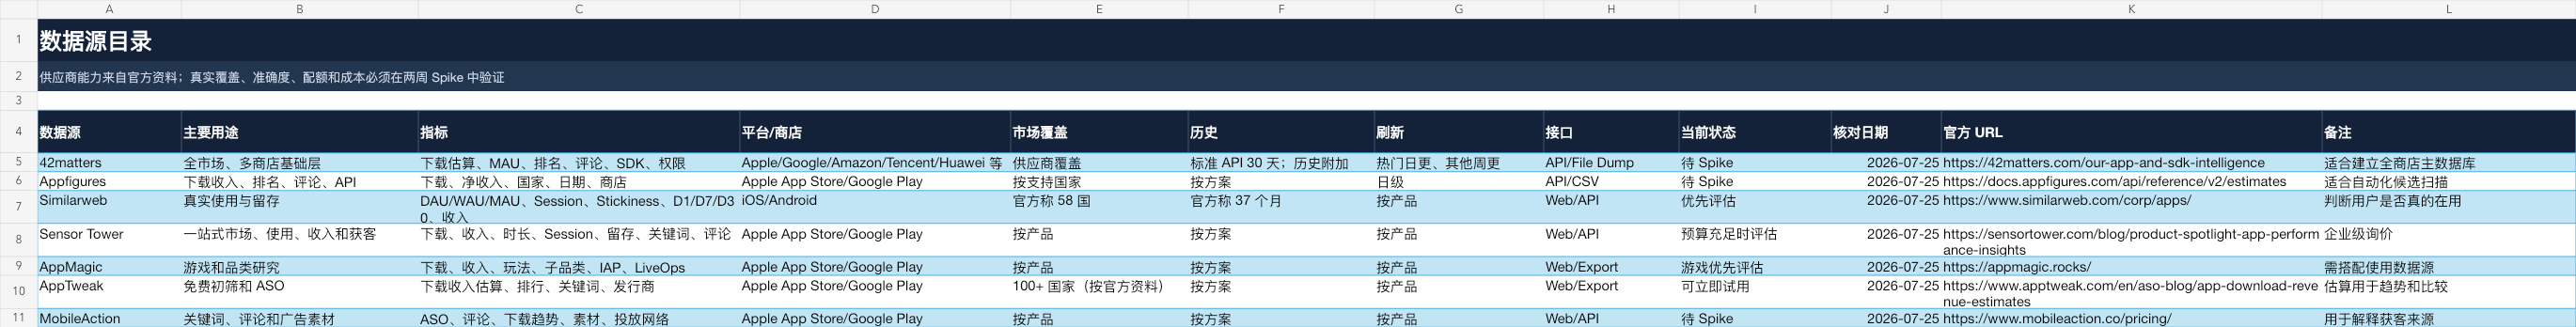 A B C D E F G H I J K L
1 数据源目录
2 供应商能力来自官方资料；真实覆盖、准确度、配额和成本必须在两周 Spike 中验证
3
4 数据源 主要用途 指标 平台/商店 市场覆盖 历史 刷新 接口 当前状态 核对日期 官方 URL 备注
5 42matters 全市场、多商店基础层 下载估算、MAU、排名、评论、SDK、权限 Apple/Google/Amazon/Tencent/Huawei 等 供应商覆盖 标准 API 30 天；历史附加 热门日更、其他周更 API/File Dump 待 Spike 2026-07-25 https://42matters.com/our-app-and-sdk-intelligence 适合建立全商店主数据库
6 Appfigures 下载收入、排名、评论、API 下载、净收入、国家、日期、商店 Apple App Store/Google Play 按支持国家 按方案 日级 API/CSV 待 Spike 2026-07-25 https://docs.appfigures.com/api/reference/v2/estimates 适合自动化候选扫描
7 Similarweb 真实使用与留存 DAU/WAU/MAU、Session、Stickiness、D1/D7/D3 iOS/Android 官方称 58 国 官方称 37 个月 按产品 Web/API 优先评估 2026-07-25 https://www.similarweb.com/corp/apps/ 判断用户是否真的在用
0、收入
8 Sensor Tower 一站式市场、使用、收入和获客 下载、收入、时长、Session、留存、关键词、评论 Apple App Store/Google Play 按产品 按方案 按产品 Web/API 预算充足时评估 2026-07-25 https://sensortower.com/blog/product-spotlight-app-perform 企业级询价
ance-insights
9 AppMagic 游戏和品类研究 下载、收入、玩法、子品类、IAP、LiveOps Apple App Store/Google Play 按产品 按方案 按产品 Web/Export 游戏优先评估 2026-07-25 https://appmagic.rocks/ 需搭配使用数据源
10 AppTweak 免费初筛和 ASO 下载收入估算、排行、关键词、发行商 Apple App Store/Google Play 100+ 国家（按官方资料） 按方案 按产品 Web/Export 可立即试用 2026-07-25 https://www.apptweak.com/en/aso-blog/app-download-reve 估算用于趋势和比较
nue-estimates
11 MobileAction 关键词、评论和广告素材 ASO、评论、下载趋势、素材、投放网络 Apple App Store/Google Play 按产品 按方案 按产品 Web/API 待 Spike 2026-07-25 https://www.mobileaction.co/pricing/ 用于解释获客来源